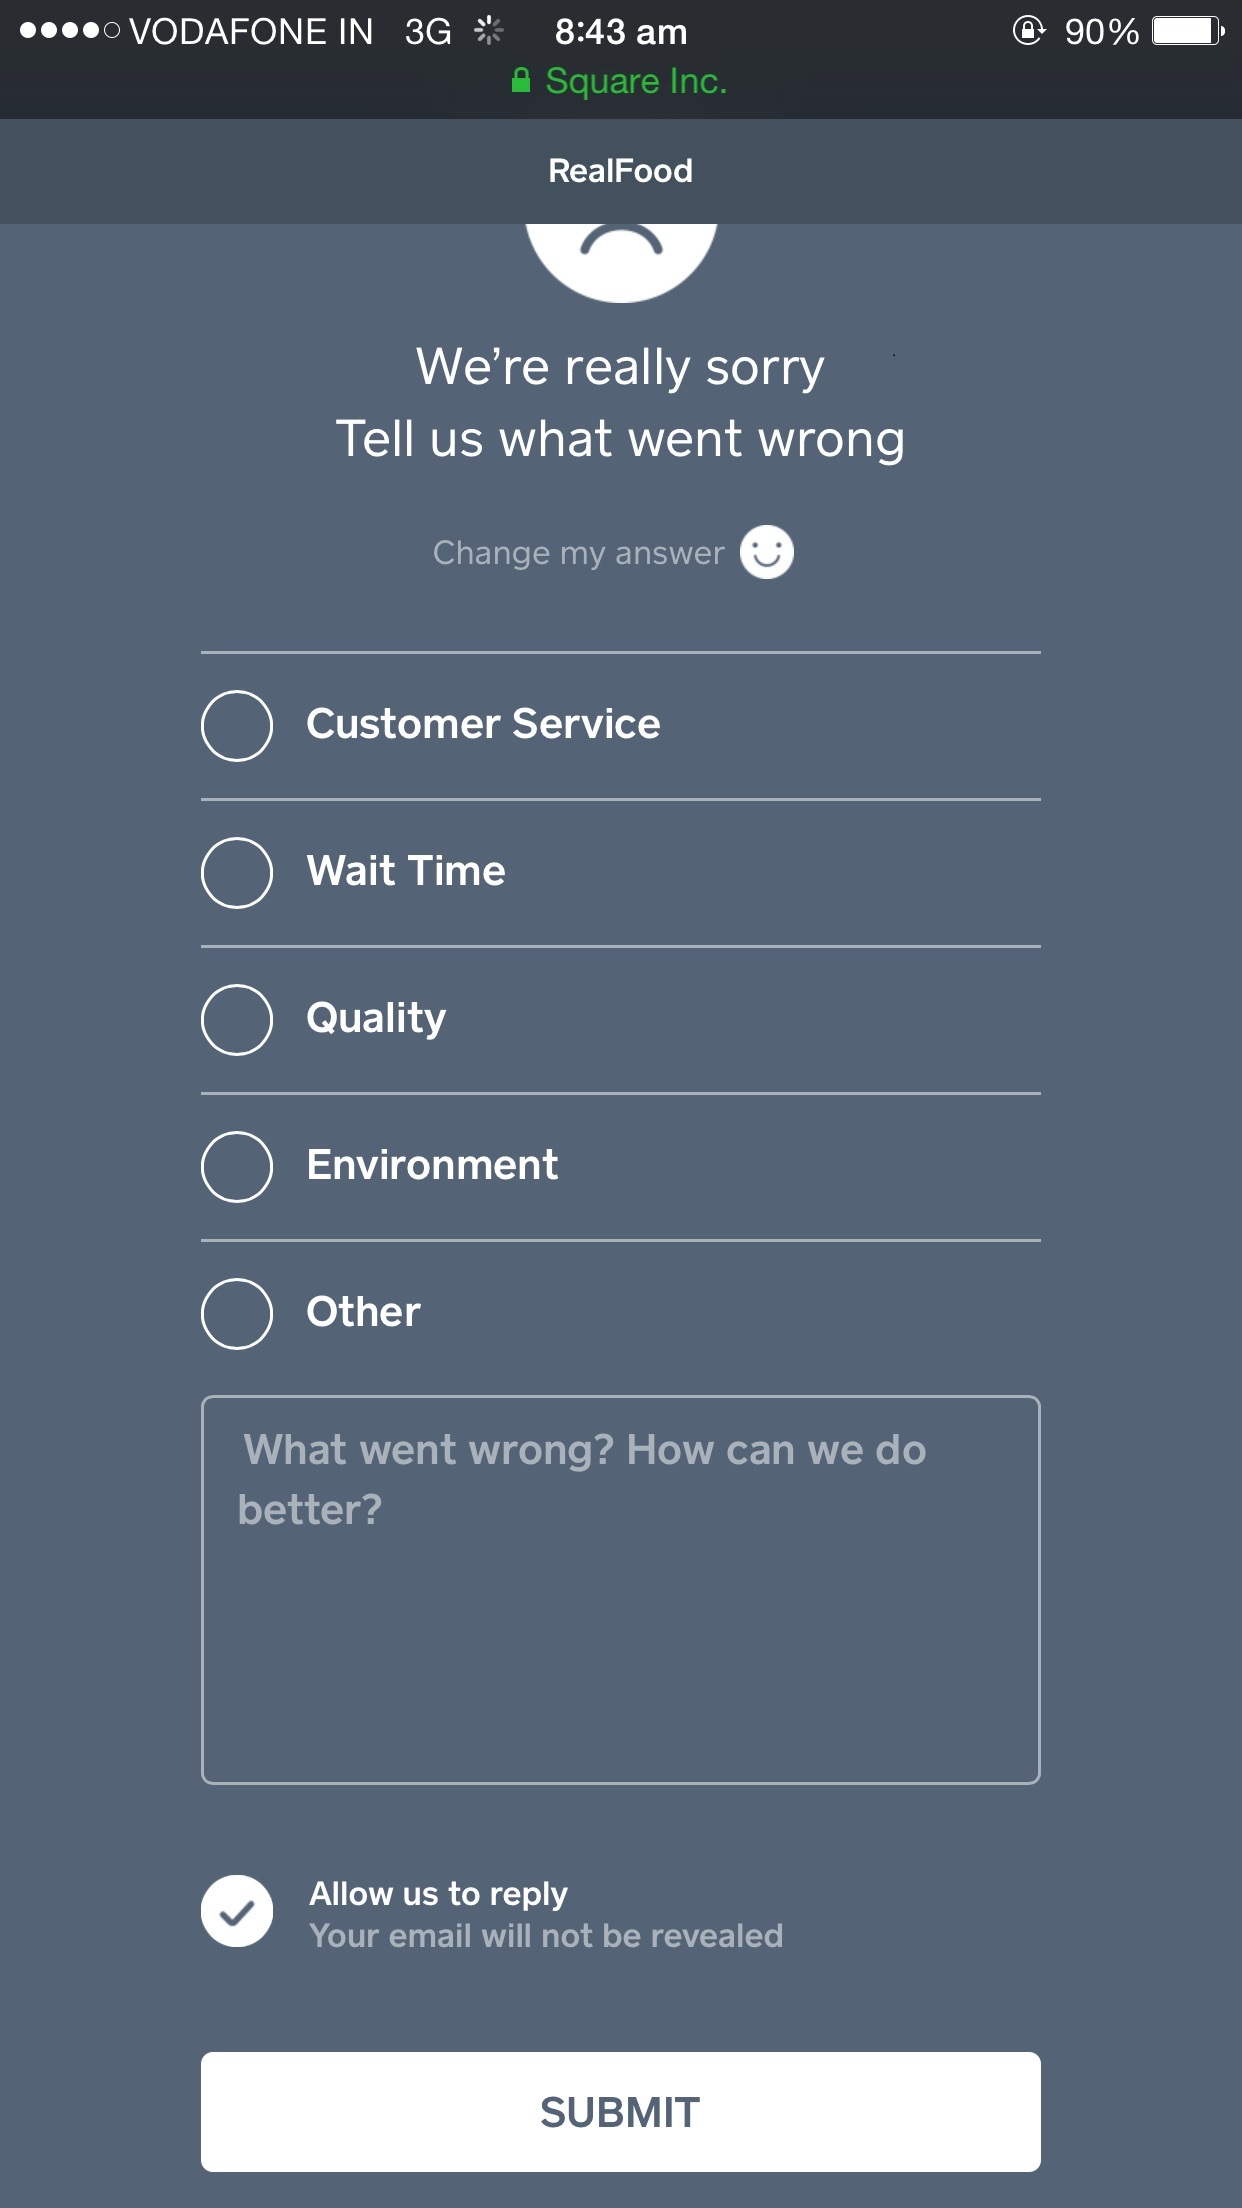 VODAFONE IN 3G 8:43 am 90%
Square Inc.
RealFood
We’re really sorry
Tell us what went wrong
Change my answer
Customer Service
Wait Time
Quality
Environment
Other
What went wrong? How can we do
better?
Allow us to reply
Your email will not be revealed
SUBMIT